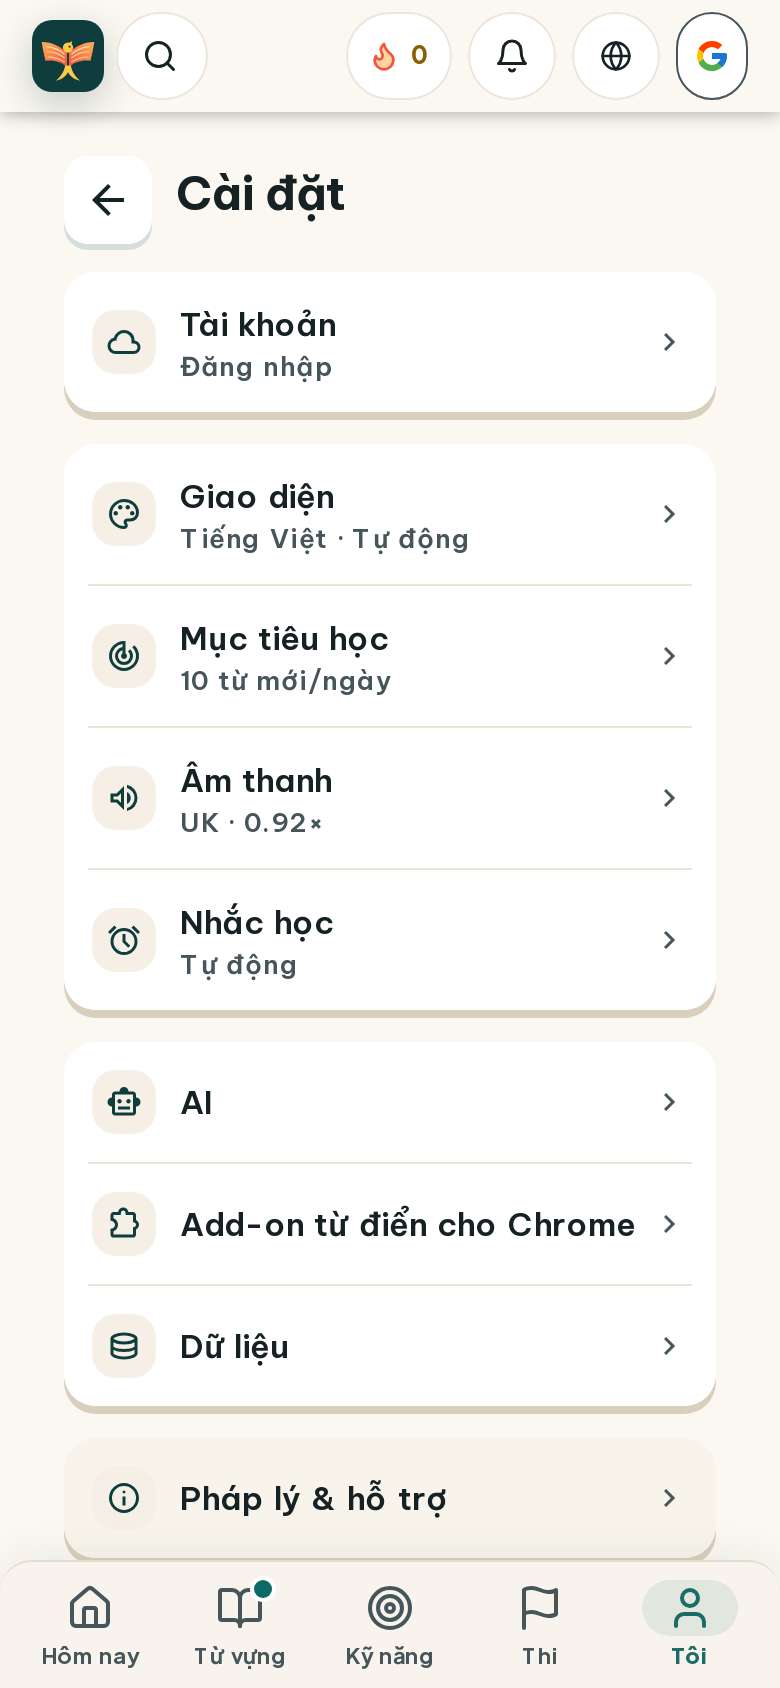 0
Cài đặt
Tài khoản
Đăng nhập
Giao diện
Tiếng Việt · Tự động
Mục tiêu học
10 từ mới/ngày
Âm thanh
UK · 0.92×
Nhắc học
Tự động
AI
Add-on từ điển cho Chrome
Dữ liệu
Pháp lý & hỗ trợ
Hôm nay
Từ vựng
Kỹ năng
Thi
Tôi